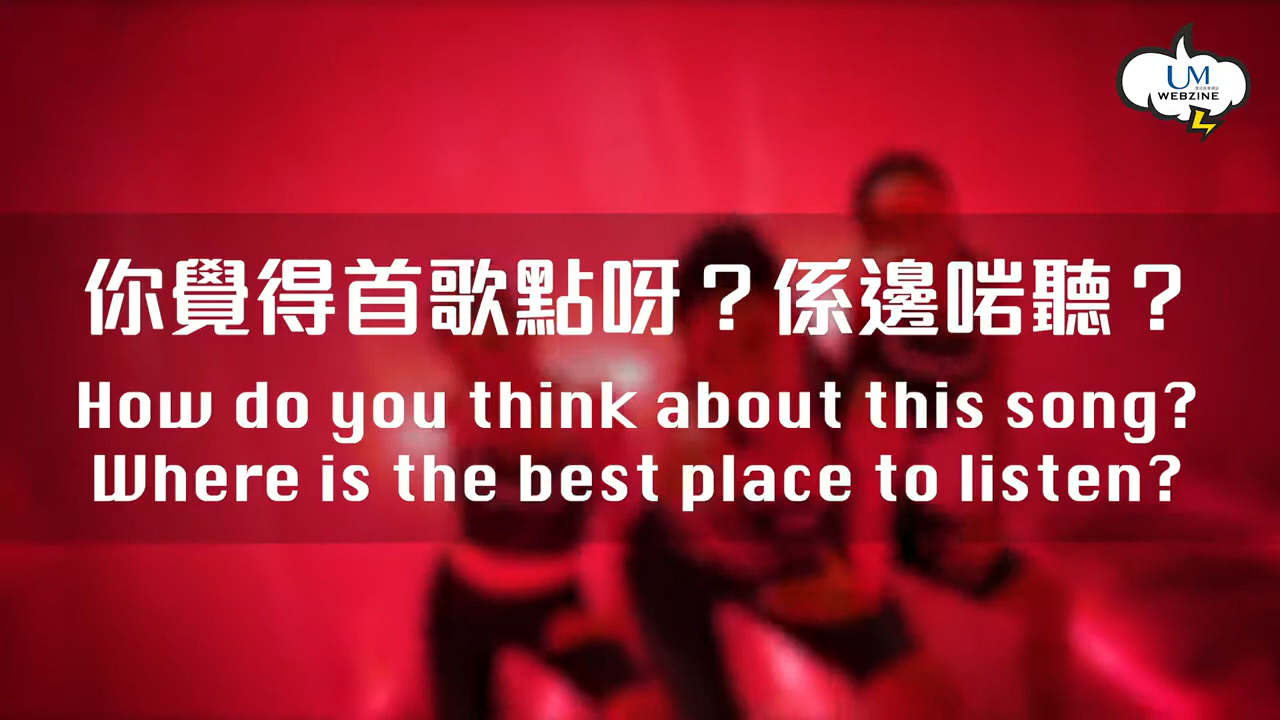 UM
WEBZINE
你覺得首歌點呀？係邊啱聽？
How do you think about this song?
Where is the best place to listen?